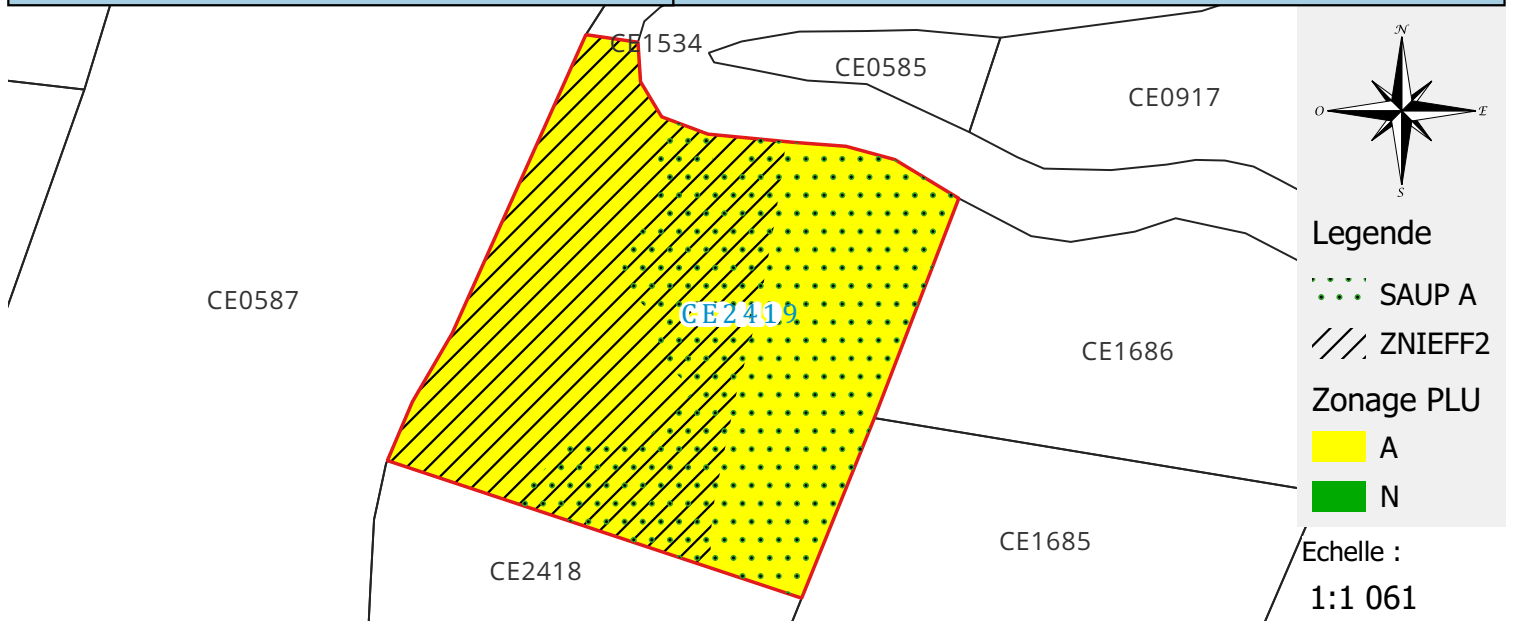 CE1534
CE0585
CE0917
CE0587
CE2419
CE1686
CE1685
CE2418
N
O
E
S
Legende
SAUP A
ZNIEFF2
Zonage PLU
A
N
Echelle :
1:1 061